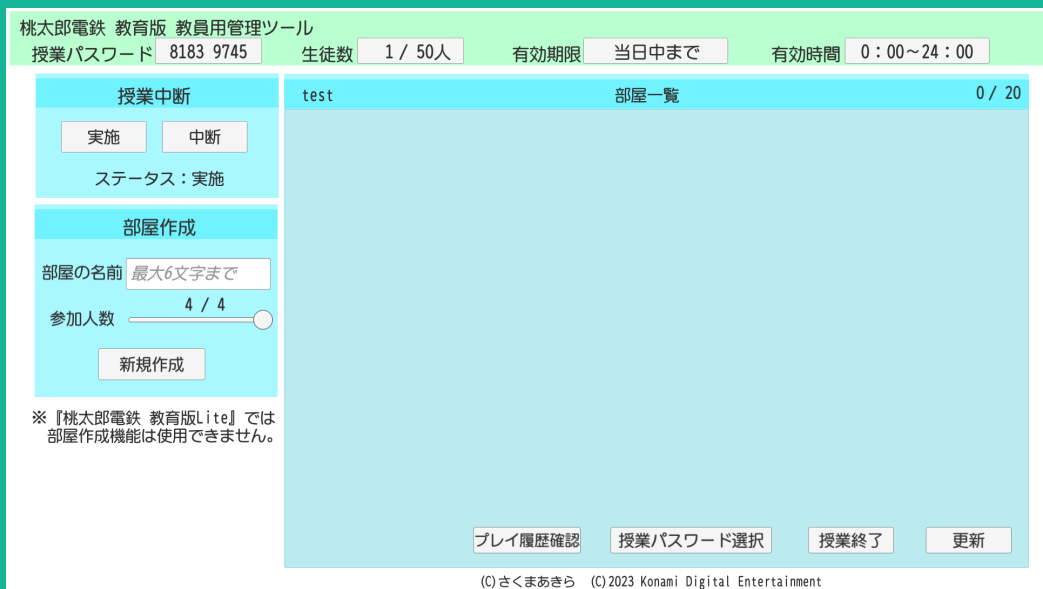 桃太郎電鉄 教育版 教員用管理ツール
授業パスワード 8183 9745 生徒数 1 / 50人 有効期限 当日中まで 有効時間 0：00～24：00
授業中断
実施 中断
ステータス：実施
部屋作成
部屋の名前 最大6文字まで
4 / 4
参加人数
新規作成
※『桃太郎電鉄 教育版Lite』では
部屋作成機能は使用できません。
test 部屋一覧 0 / 20
プレイ履歴確認 授業パスワード選択 授業終了 更新
(C)さくまあきら (C)2023 Konami Digital Entertainment